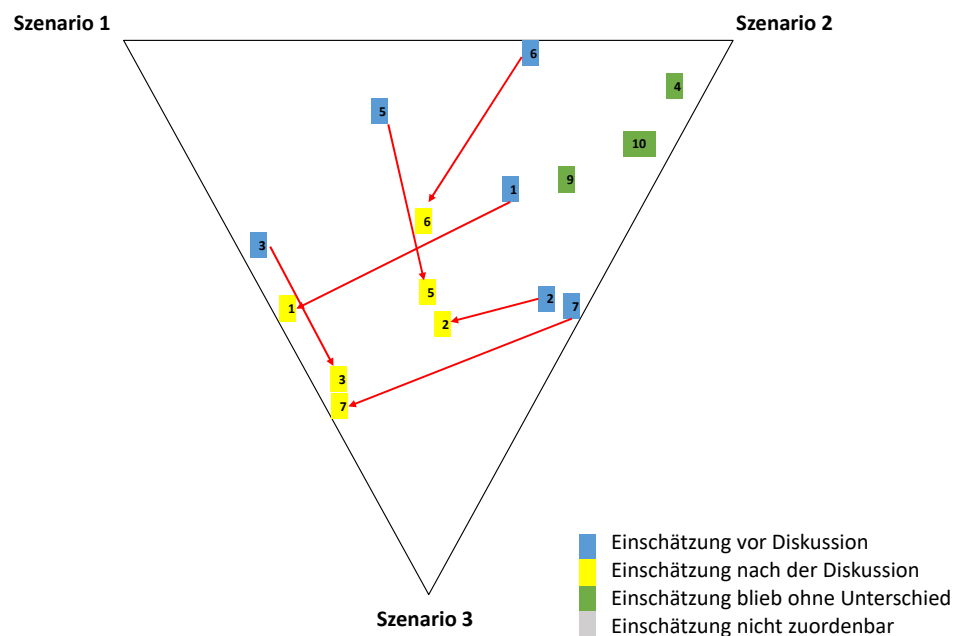 Szenario 1
Szenario 2
6
4
5
10
9
1
6
3
5
2
7
1
2
3
7
Einschätzung vor Diskussion
Einschätzung nach der Diskussion
Einschätzung blieb ohne Unterschied
Szenario 3
Einschätzung nicht zuordenbar